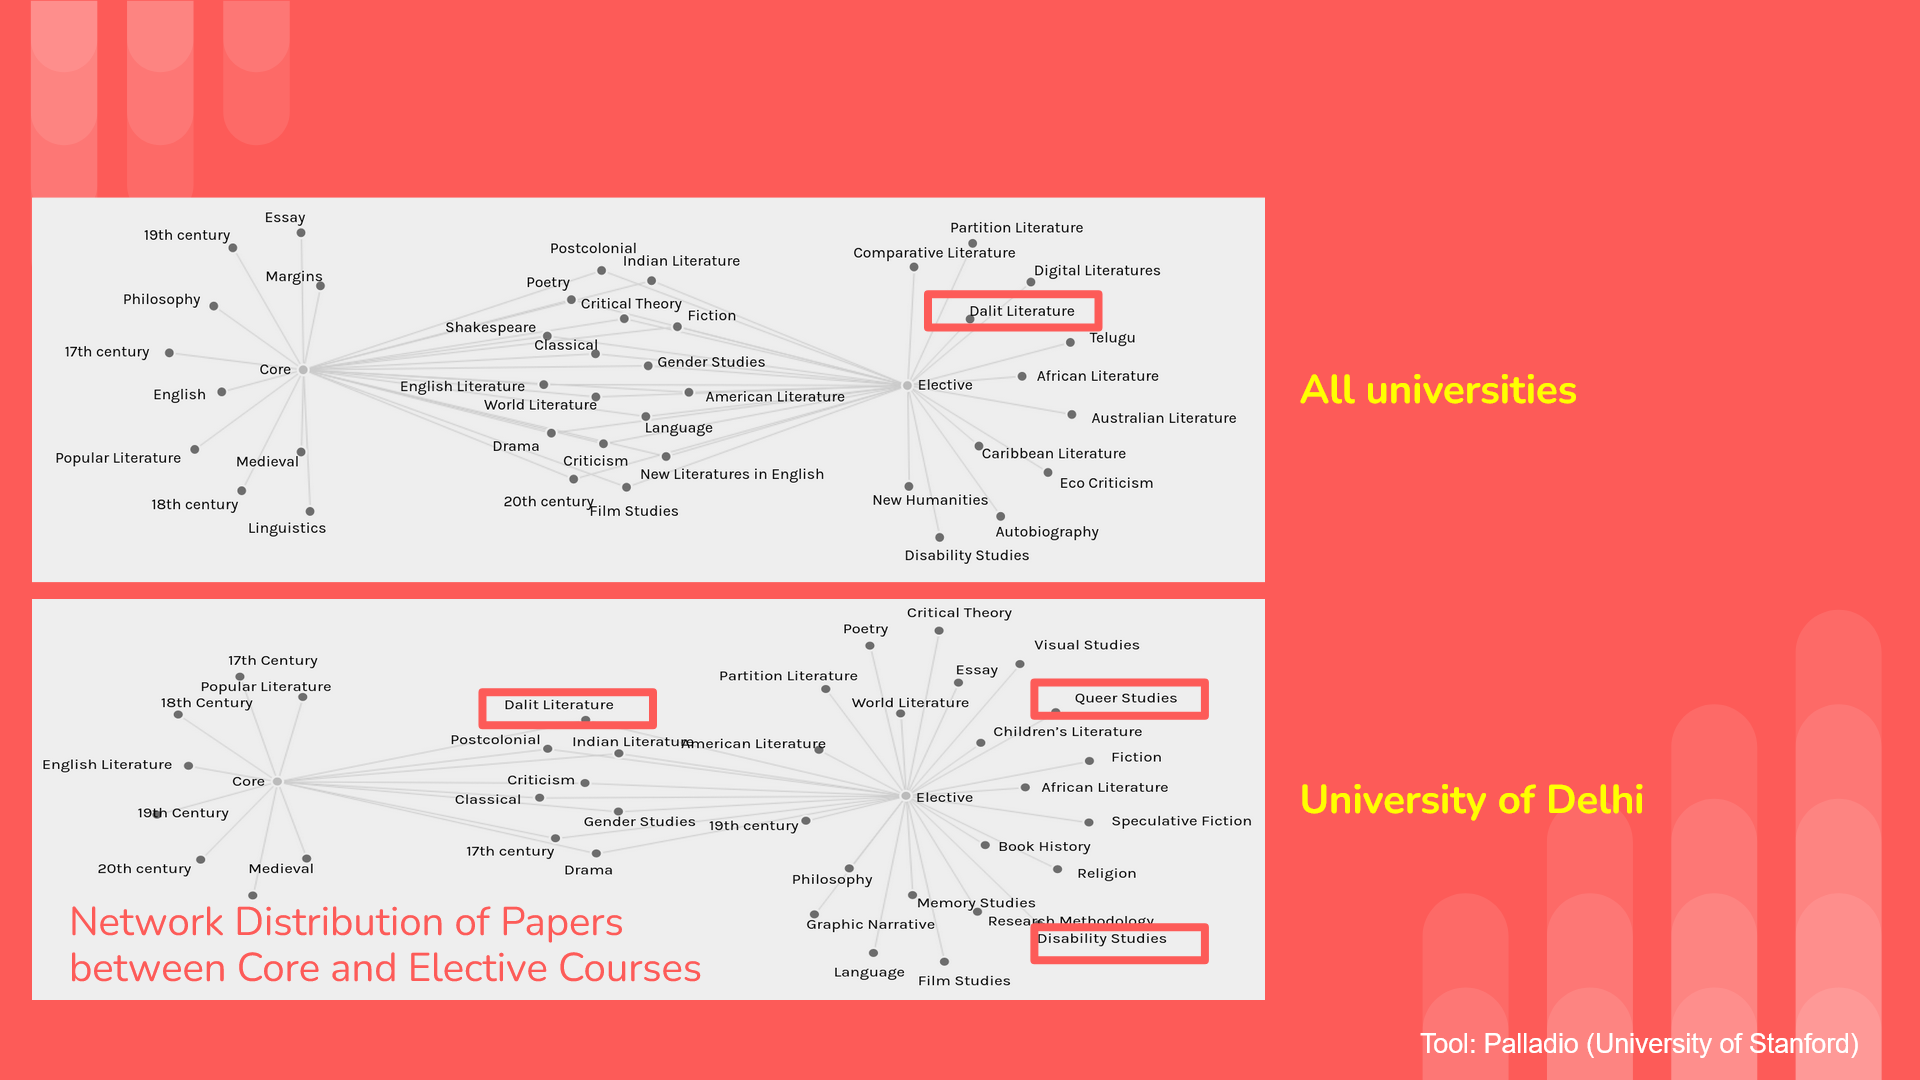 Essay
19th century
Margins
Philosophy
17th century
Core
English
Popular Literature
Medieval
18th century
Linguistics
Postcolonial
Indian Literature
Poetry
Critical Theory
Fiction
Shakespeare
Classical
Gender Studies
English Literature
World Literature
American Literature
Language
Drama
Criticism
New Literatures in English
20th century
Film Studies
Partition Literature
Comparative Literature
Digital Literatures
Dalit Literature
Telugu
African Literature
Elective
Australian Literature
Caribbean Literature
Eco Criticism
New Humanities
Autobiography
Disability Studies
All universities
17th Century
Popular Literature
18th Century
English Literature
Core
19th Century
20th century
Medieval
Dalit Literature
Postcolonial
Indian Literature
American Literature
Criticism
Classical
Gender Studies
19th century
17th century
Drama
Critical Theory
Poetry
Visual Studies
Essay
Partition Literature
Queer Studies
World Literature
Children's Literature
Fiction
African Literature
Elective
Speculative Fiction
Book History
Religion
Philosophy
Memory Studies
Research Methodology
Graphic Narrative
Disability Studies
Language
Film Studies
University of Delhi
Network Distribution of Papers
between Core and Elective Courses
Tool: Palladio (University of Stanford)